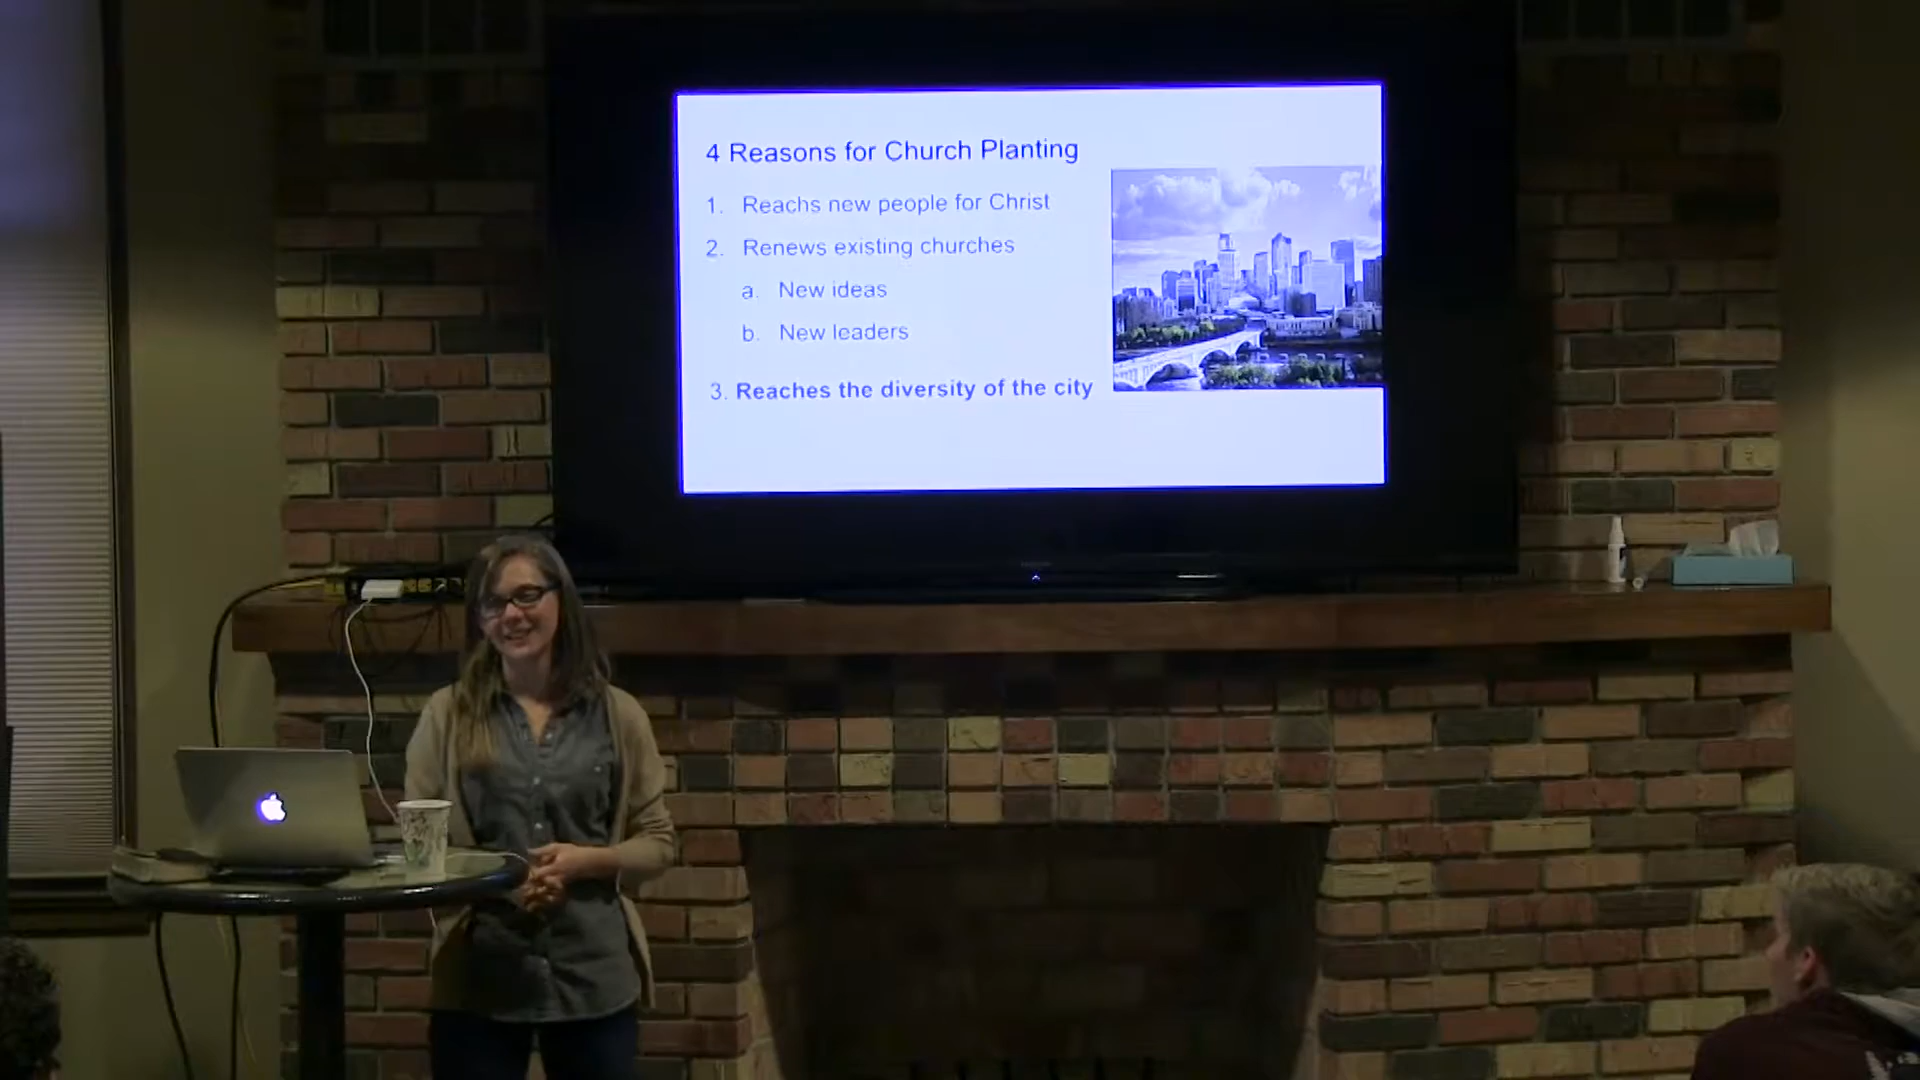 4 Reasons for Church Planting
1. Reachs new people for Christ
2. Renews existing churches
a. New ideas
b. New leaders
3. Reaches the diversity of the city